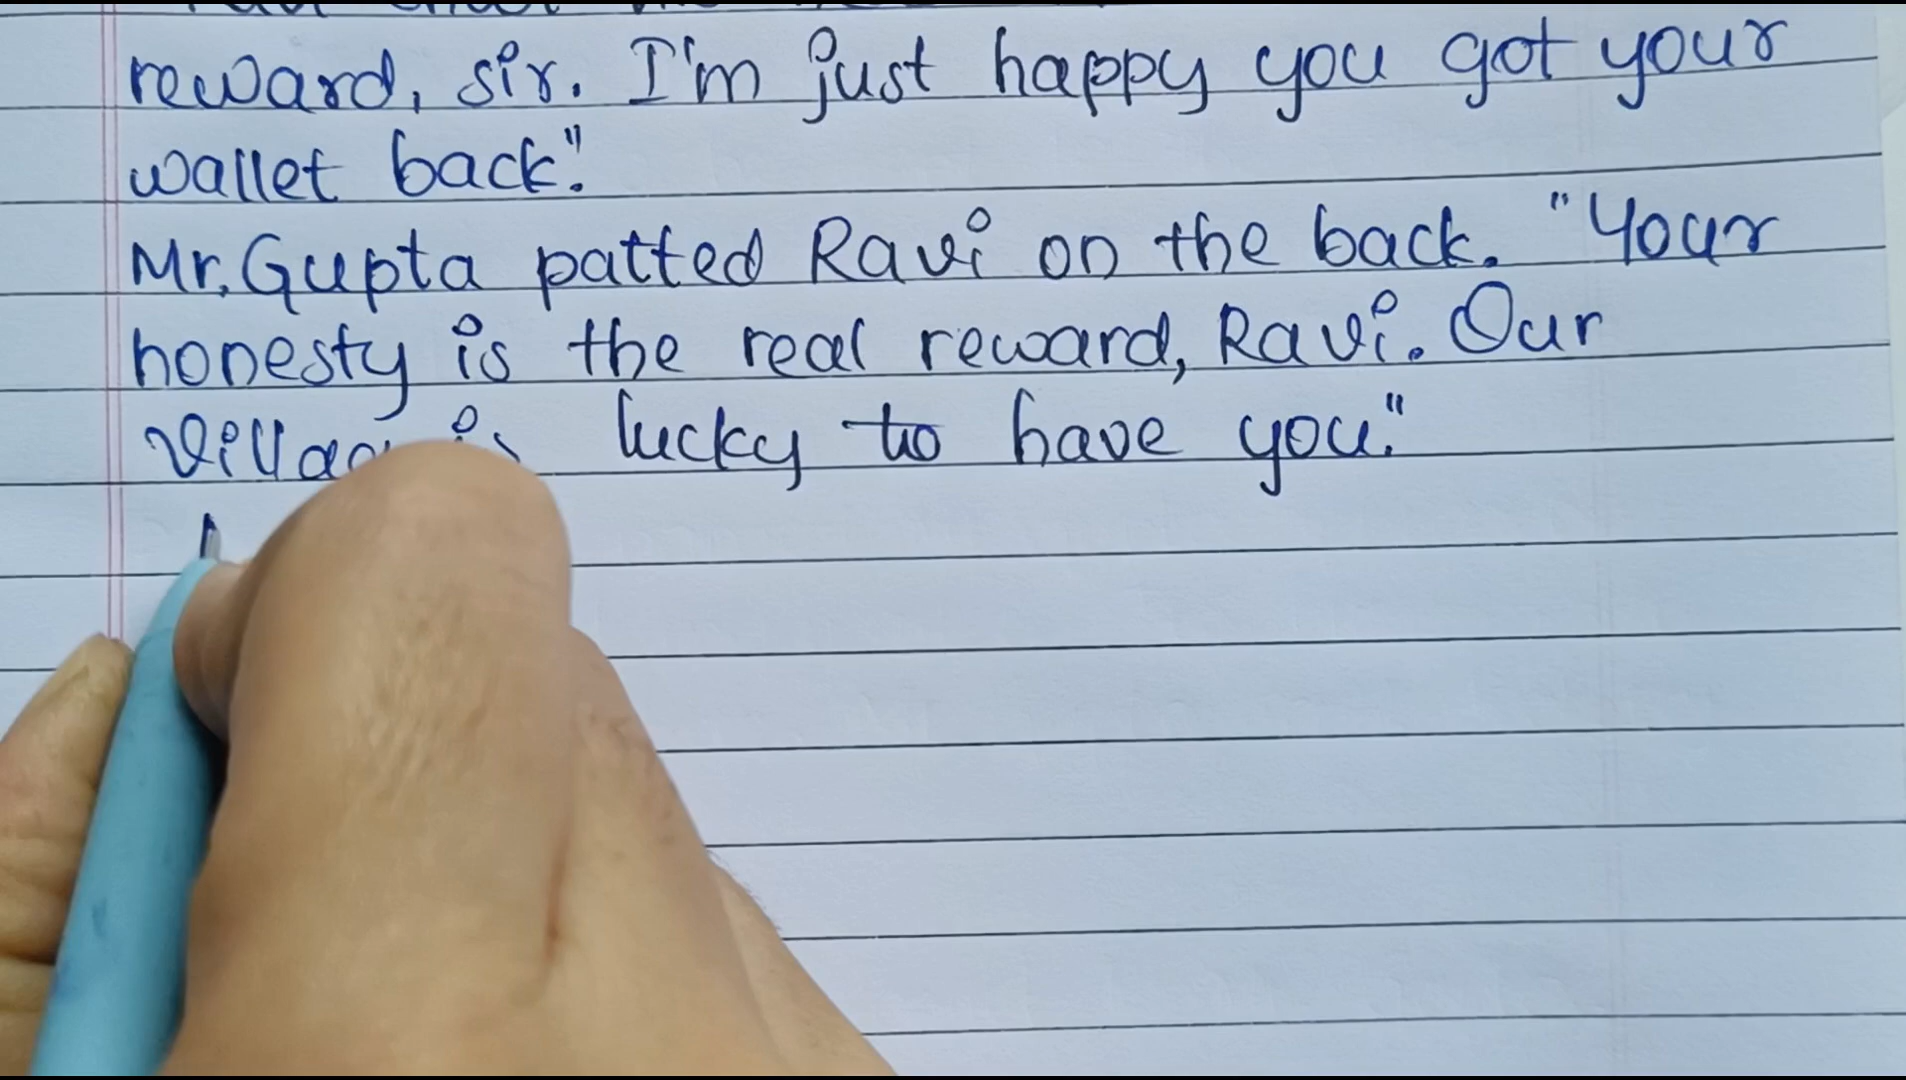 reward, sir. I'm just happy you got your
wallet back."
Mr. Gupta patted Ravi on the back. "Your
honesty is the real reward, Ravi. Our
lucky to have you."